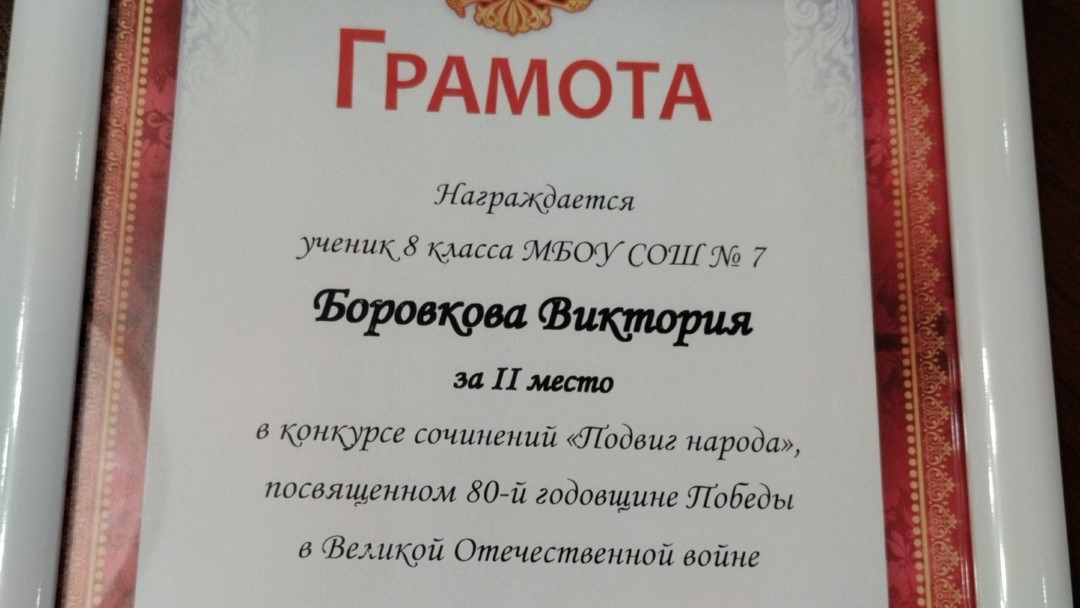 ГРАМОТА
Награждается
ученик 8 класса МБОУ СОШ № 7
Боровкова Виктория
за II место
в конкурсе сочинений «Подвиг народа»,
посвященном 80-й годовщине Победы
в Великой Отечественной войне